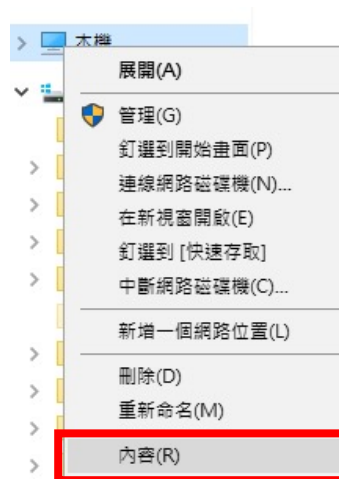 本機
展開(A)
管理(G)
釘選到開始畫面(P)
連線網路磁碟機(N)...
在新視窗開啟(E)
釘選到 [快速存取]
中斷網路磁碟機(C)...
新增一個網路位置(L)
刪除(D)
重新命名(M)
內容(R)